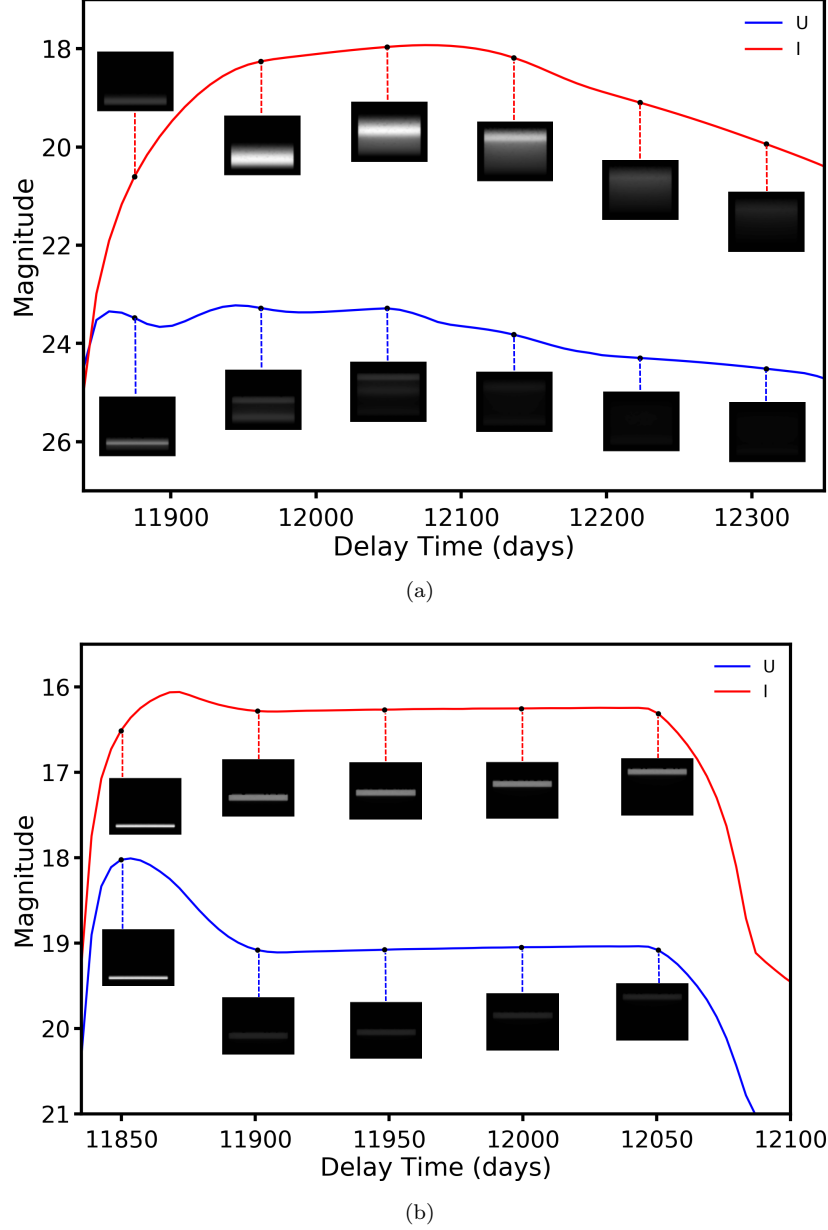 U
I
18
20
22
24
26
Magnitude
11900 12000 12100 12200 12300
Delay Time (days)
(a)
U
I
16
17
18
19
20
21
Magnitude
11850 11900 11950 12000 12050 12100
Delay Time (days)
(b)